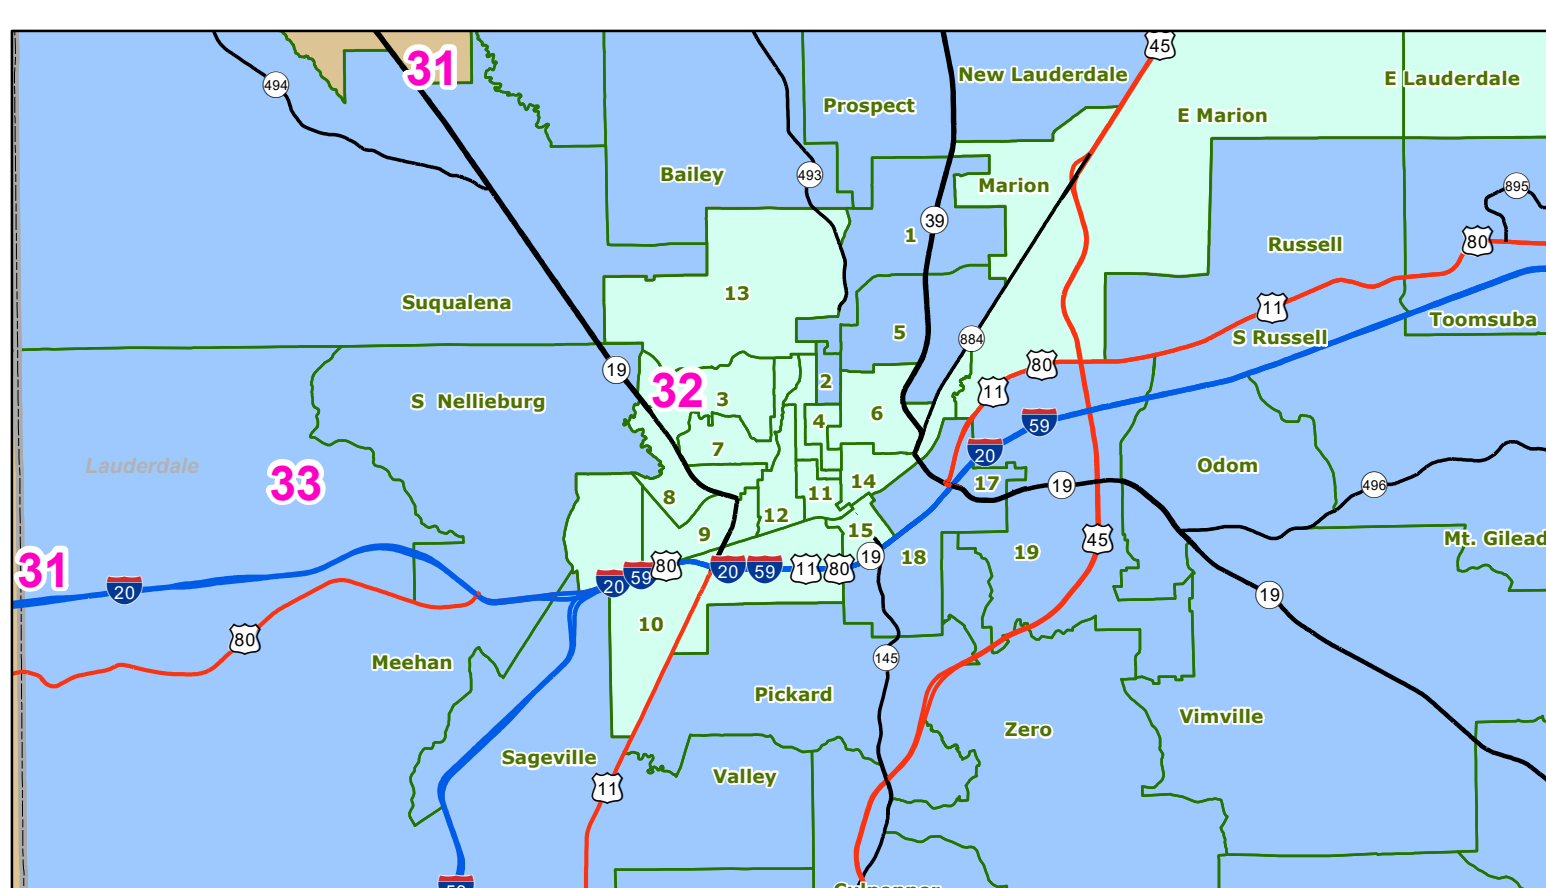 45
31
New Lauderdale
E Lauderdale
494
Prospect
E Marion
Bailey
493
Marion
895
39
1
Russell
80
13
Suqualena
11
Toomsuba
5
884
S Russell
19
80
2
32
3
11
S Nellieburg
4
6
59
7
20
Lauderdale
33
Odom
17
19
496
14
11
8
12
15
9
45
Mt. Gilead
31
19
18
19
20
20
59
80
20
59
11
80
19
10
80
145
Meehan
Pickard
Vimville
Zero
Sageville
Valley
11